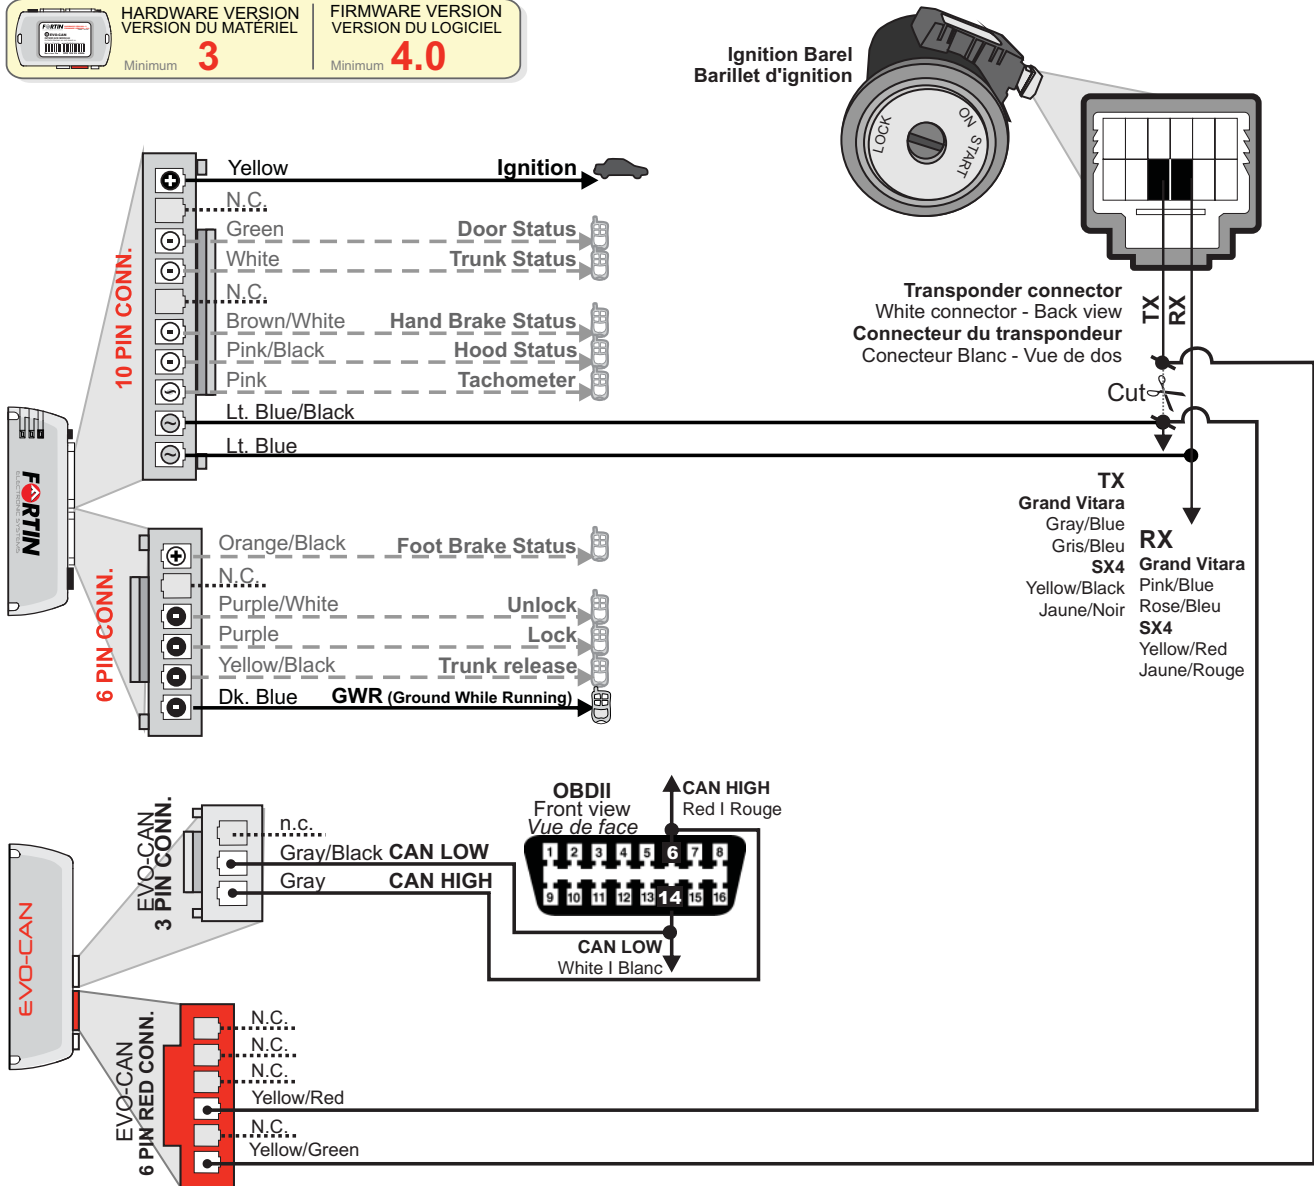 HARDWARE VERSION
VERSION DU MATÉRIEL
Minimum 3
FIRMWARE VERSION
VERSION DU LOGICIEL
Minimum 4.0
FORTIN
EVO-CAN
Ignition Barel
Barillet d'ignition
LOCK
ON
START
10 PIN CONN.
Yellow Ignition
N.C.
Green Door Status
White Trunk Status
N.C.
Brown/White Hand Brake Status
Pink/Black Hood Status
Pink Tachometer
Lt. Blue/Black
Lt. Blue
Transponder connector
White connector - Back view
Connecteur du transpondeur
Conecteur Blanc - Vue de dos
TX
RX
Cut
TX
Grand Vitara
Gray/Blue
Gris/Bleu
SX4
Yellow/Black
Jaune/Noir
RX
Grand Vitara
Pink/Blue
Rose/Bleu
SX4
Yellow/Red
Jaune/Rouge
FORTIN
ELECTRONIC SYSTEMS
6 PIN CONN.
Orange/Black Foot Brake Status
N.C.
Purple/White Unlock
Purple Lock
Yellow/Black Trunk release
Dk. Blue GWR (Ground While Running)
EVO-CAN
3 PIN CONN.
n.c.
Gray/Black CAN LOW
Gray CAN HIGH
OBDII
Front view
Vue de face
CAN HIGH
Red I Rouge
1 2 3 4 5 6 7 8
9 10 11 12 13 14 15 16
CAN LOW
White I Blanc
EVO-CAN
EVO-CAN
6 PIN RED CONN.
N.C.
N.C.
N.C.
Yellow/Red
N.C.
Yellow/Green